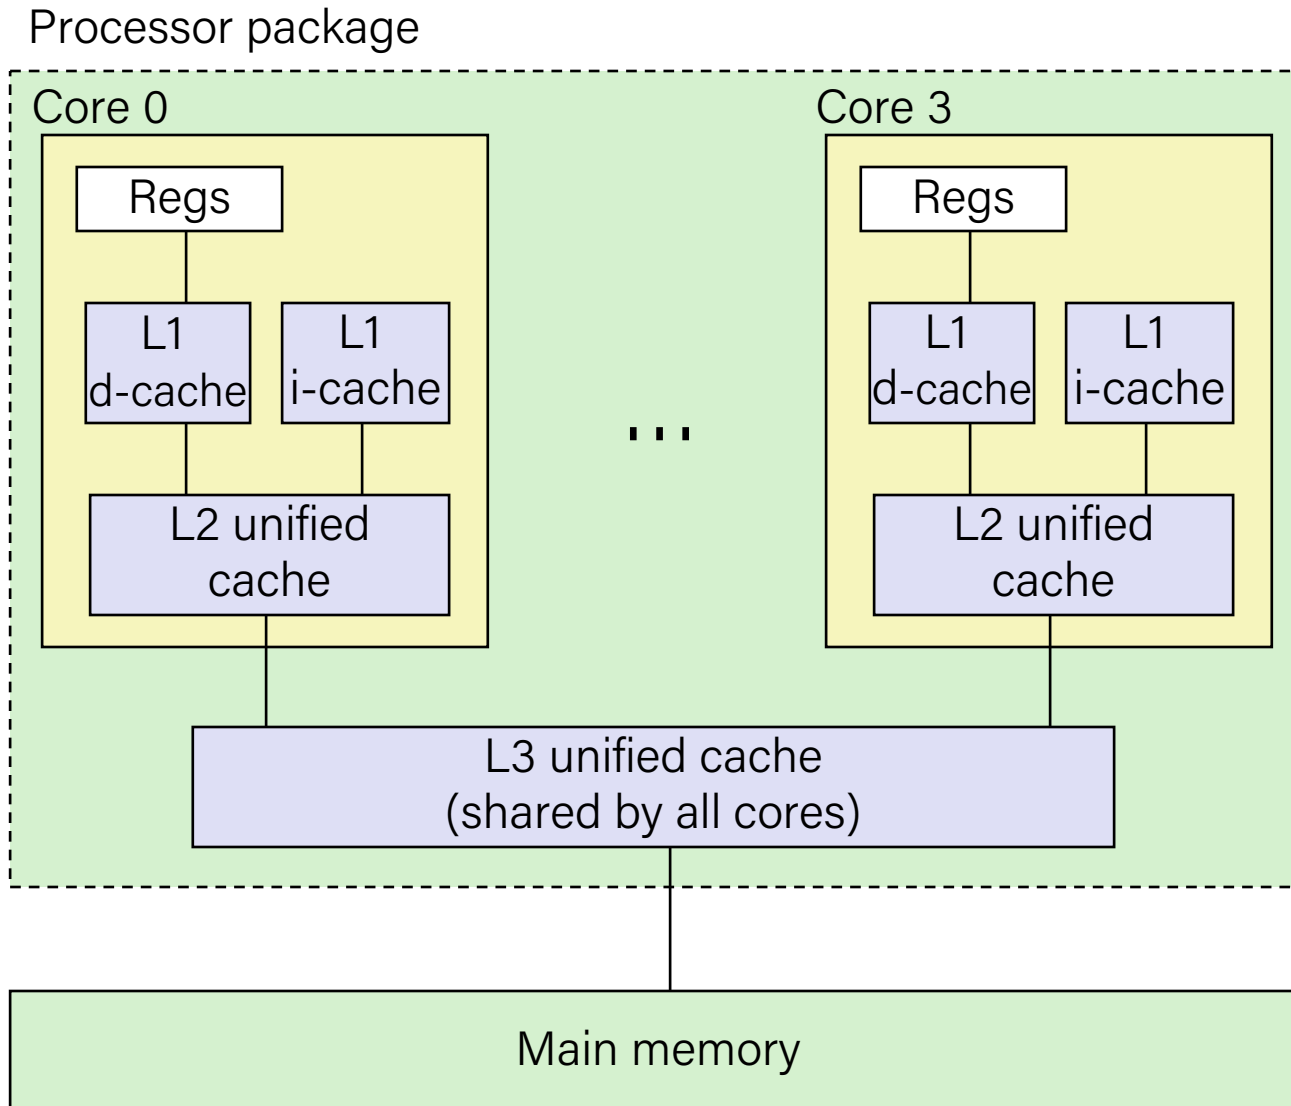 Processor package
Core 0
Regs
L1
d-cache
L1
i-cache
L2 unified
cache
...
Core 3
Regs
L1
d-cache
L1
i-cache
L2 unified
cache
L3 unified cache
(shared by all cores)
Main memory